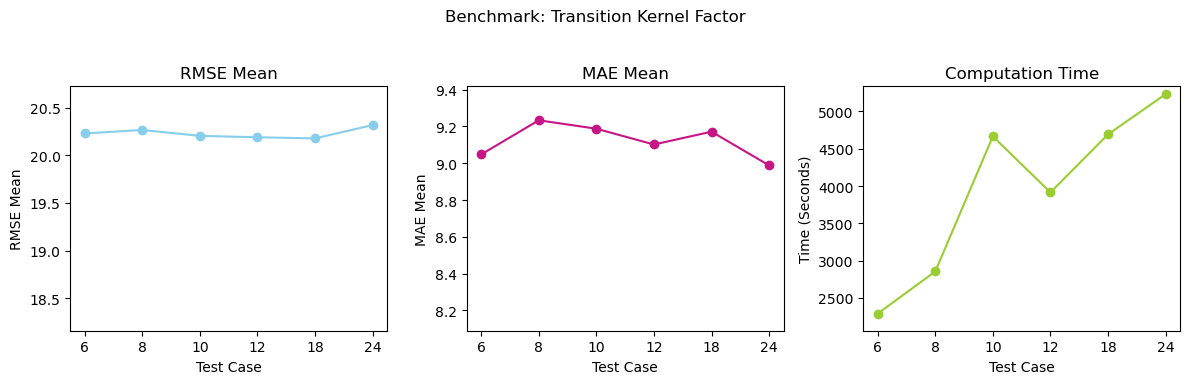 Benchmark: Transition Kernel Factor
RMSE Mean
RMSE Mean
20.5
20.0
19.5
19.0
18.5
6 8 10 12 18 24
Test Case
MAE Mean
MAE Mean
9.4
9.2
9.0
8.8
8.6
8.4
8.2
6 8 10 12 18 24
Test Case
Computation Time
Time (Seconds)
5000
4500
4000
3500
3000
2500
6 8 10 12 18 24
Test Case